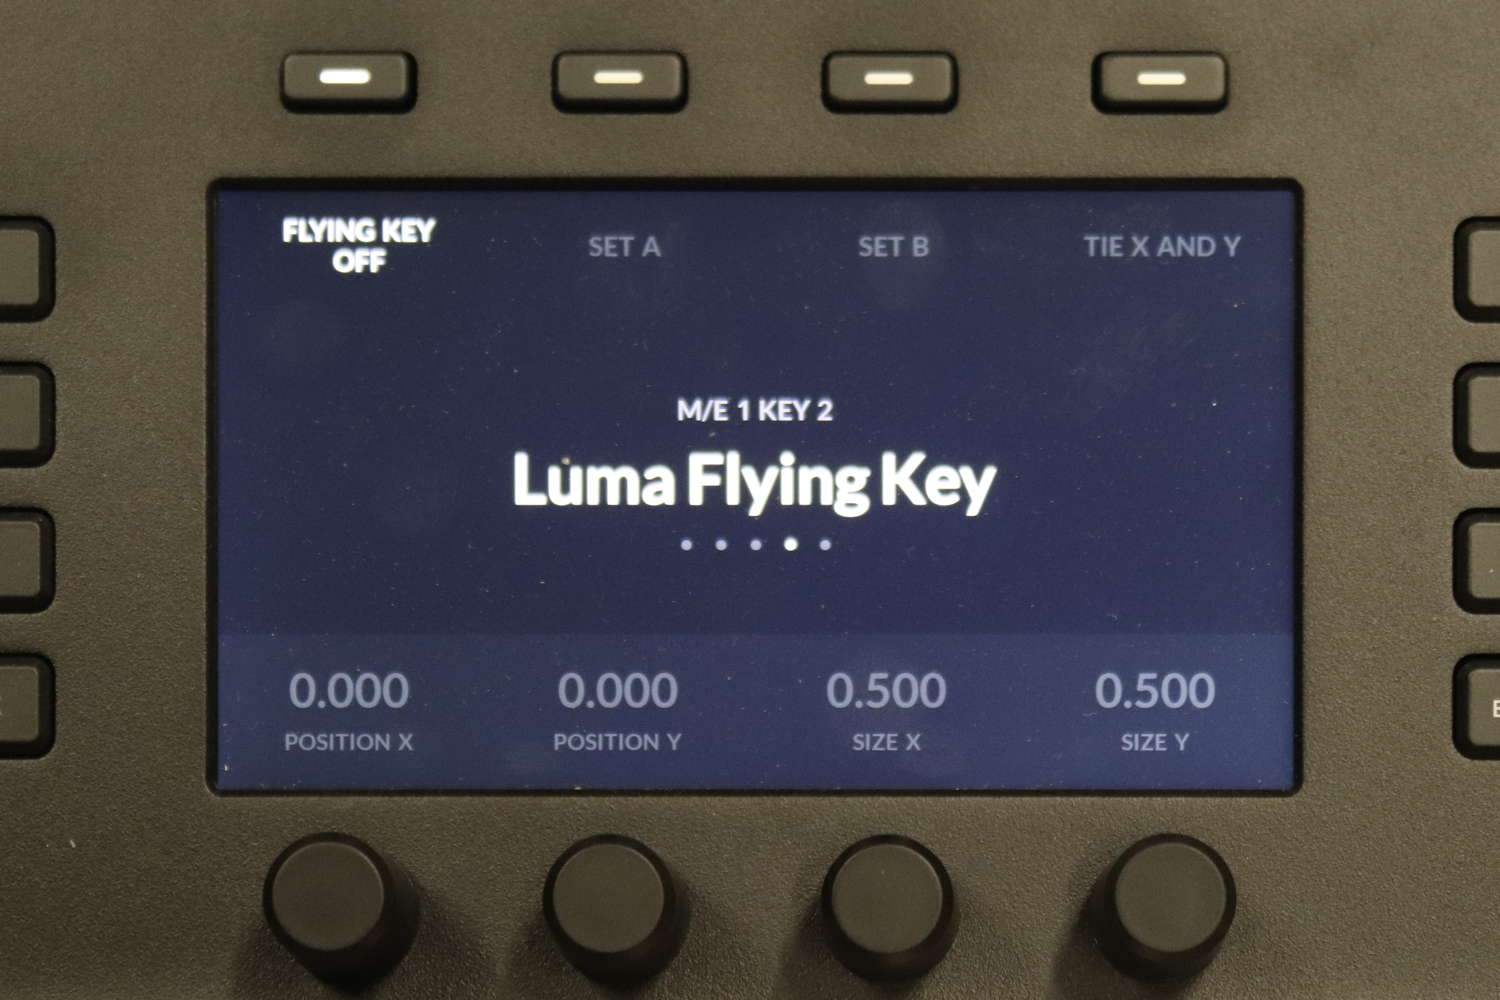 FLYING KEY
OFF
SET A
SET B
TIE X AND Y
M/E 1 KEY 2
Luma Flying Key
0.000
0.000
0.500
0.500
POSITION X
POSITION Y
SIZE X
SIZE Y